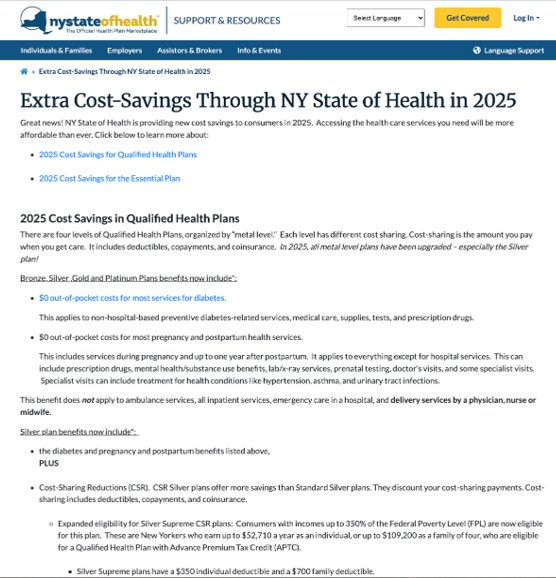 nystateofhealth™
The Official Health Plan Marketplace
SUPPORT & RESOURCES
Select Language
Get Covered
Log In
Individuals & Families Employers Assistors & Brokers Info & Events Language Support
» Extra Cost-Savings Through NY State of Health in 2025
Extra Cost-Savings Through NY State of Health in 2025
Great news! NY State of Health is providing new cost savings to consumers in 2025. Accessing the health care services you need will be more
affordable than ever. Click below to learn more about:
• 2025 Cost Savings for Qualified Health Plans
• 2025 Cost Savings for the Essential Plan
2025 Cost Savings in Qualified Health Plans
There are four levels of Qualified Health Plans, organized by "metal level." Each level has different cost sharing. Cost-sharing is the amount you pay
when you get care. It includes deductibles, copayments, and coinsurance. In 2025, all metal level plans have been upgraded – especially the Silver
plan!
Bronze, Silver ,Gold and Platinum Plans benefits now include*:
• $0 out-of-pocket costs for most services for diabetes.
This applies to non-hospital-based preventive diabetes-related services, medical care, supplies, tests, and prescription drugs.
• $0 out-of-pocket costs for most pregnancy and postpartum health services.
This includes services during pregnancy and up to one year after postpartum. It applies to everything except for hospital services. This can
include prescription drugs, mental health/substance use benefits, lab/x-ray services, prenatal testing, doctor's visits, and some specialist visits.
Specialist visits can include treatment for health conditions like hypertension, asthma, and urinary tract infections.
This benefit does not apply to ambulance services, all inpatient services, emergency care in a hospital, and delivery services by a physician, nurse or
midwife.
Silver plan benefits now include*:
• the diabetes and pregnancy and postpartum benefits listed above,
PLUS
• Cost-Sharing Reductions (CSR). CSR Silver plans offer more savings than Standard Silver plans. They discount your cost-sharing payments. Cost-
sharing includes deductibles, copayments, and coinsurance.
○ Expanded eligibility for Silver Supreme CSR plans: Consumers with incomes up to 350% of the Federal Poverty Level (FPL) are now eligible
for this plan. These are New Yorkers who earn up to $52,710 a year as an individual, or up to $109,200 as a family of four, who are eligible
for a Qualified Health Plan with Advance Premium Tax Credit (APTC).
▪ Silver Supreme plans have a $350 individual deductible and a $700 family deductible.